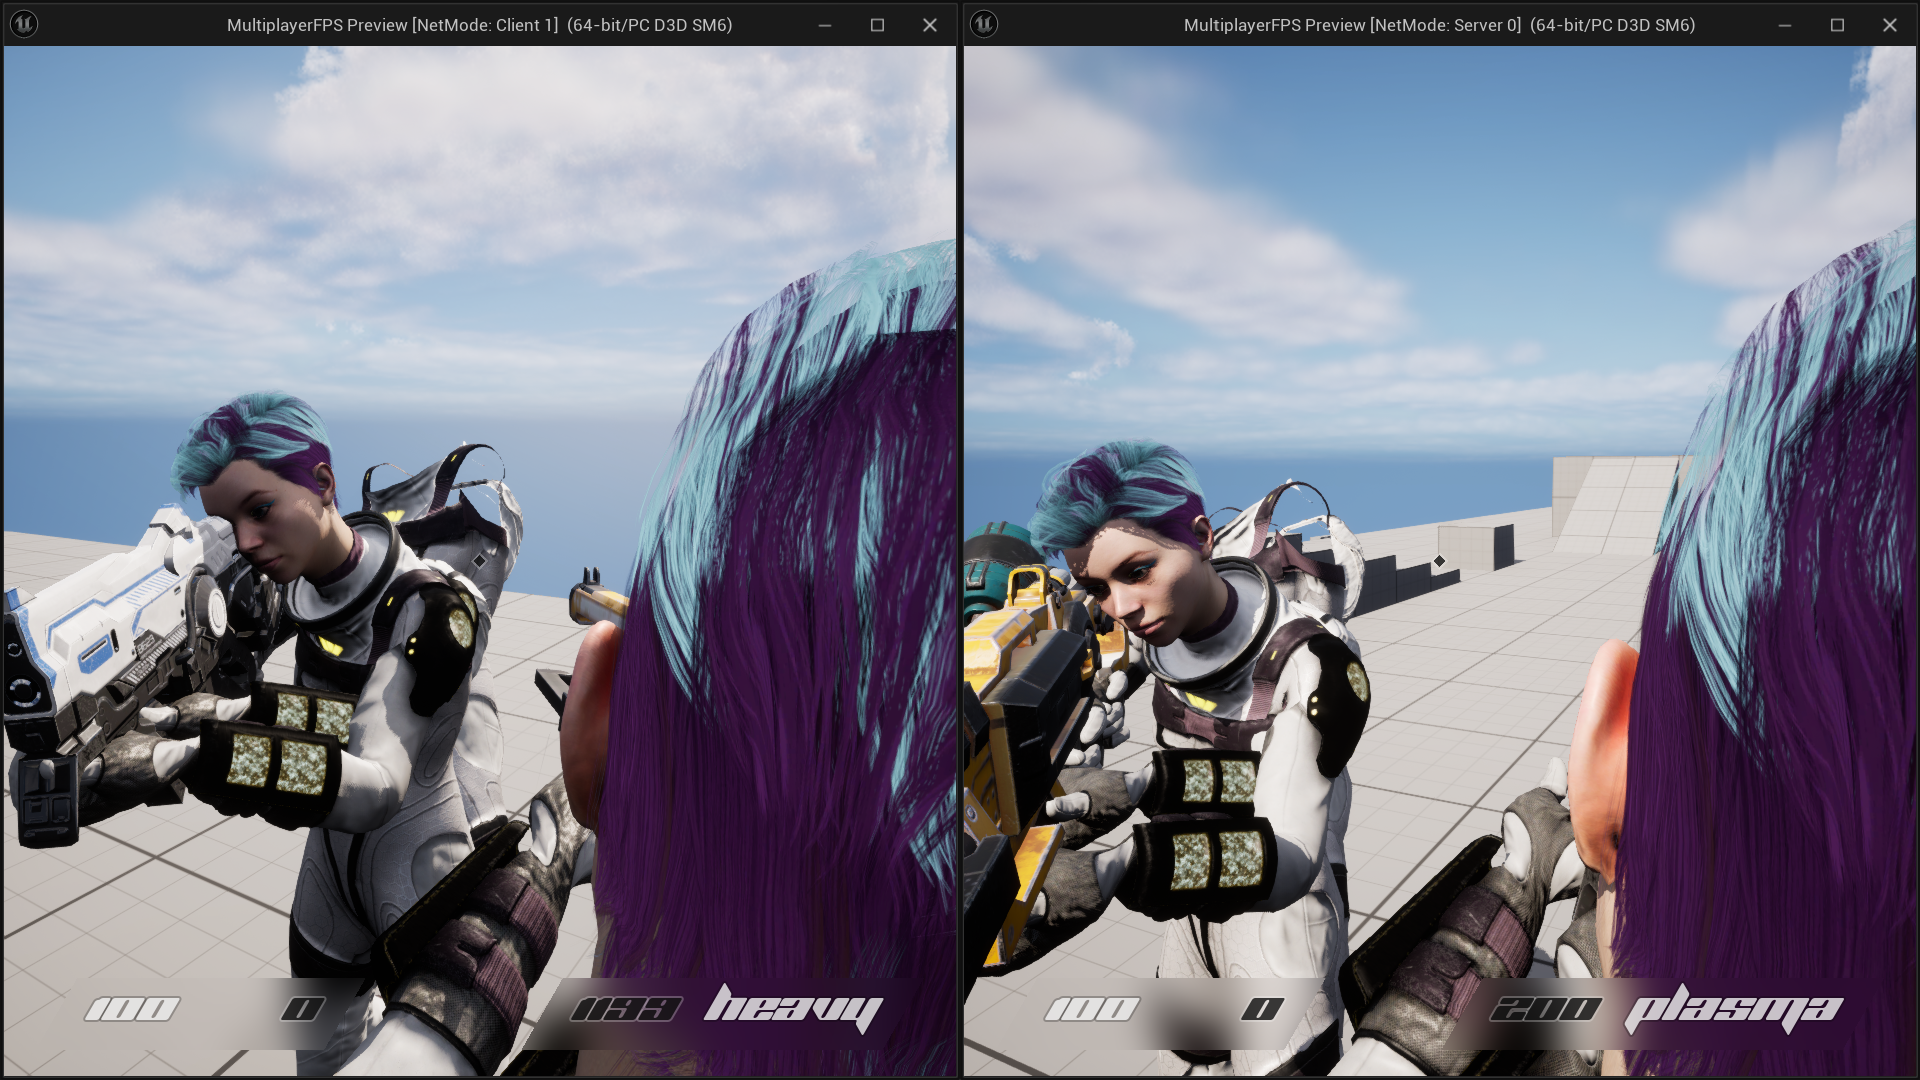 MultiplayerFPS Preview [NetMode: Client 1] (64-bit/PC D3D SM6)
MultiplayerFPS Preview [NetMode: Server 0] (64-bit/PC D3D SM6)
100 0 1199 heavy
100 0 200 plasma